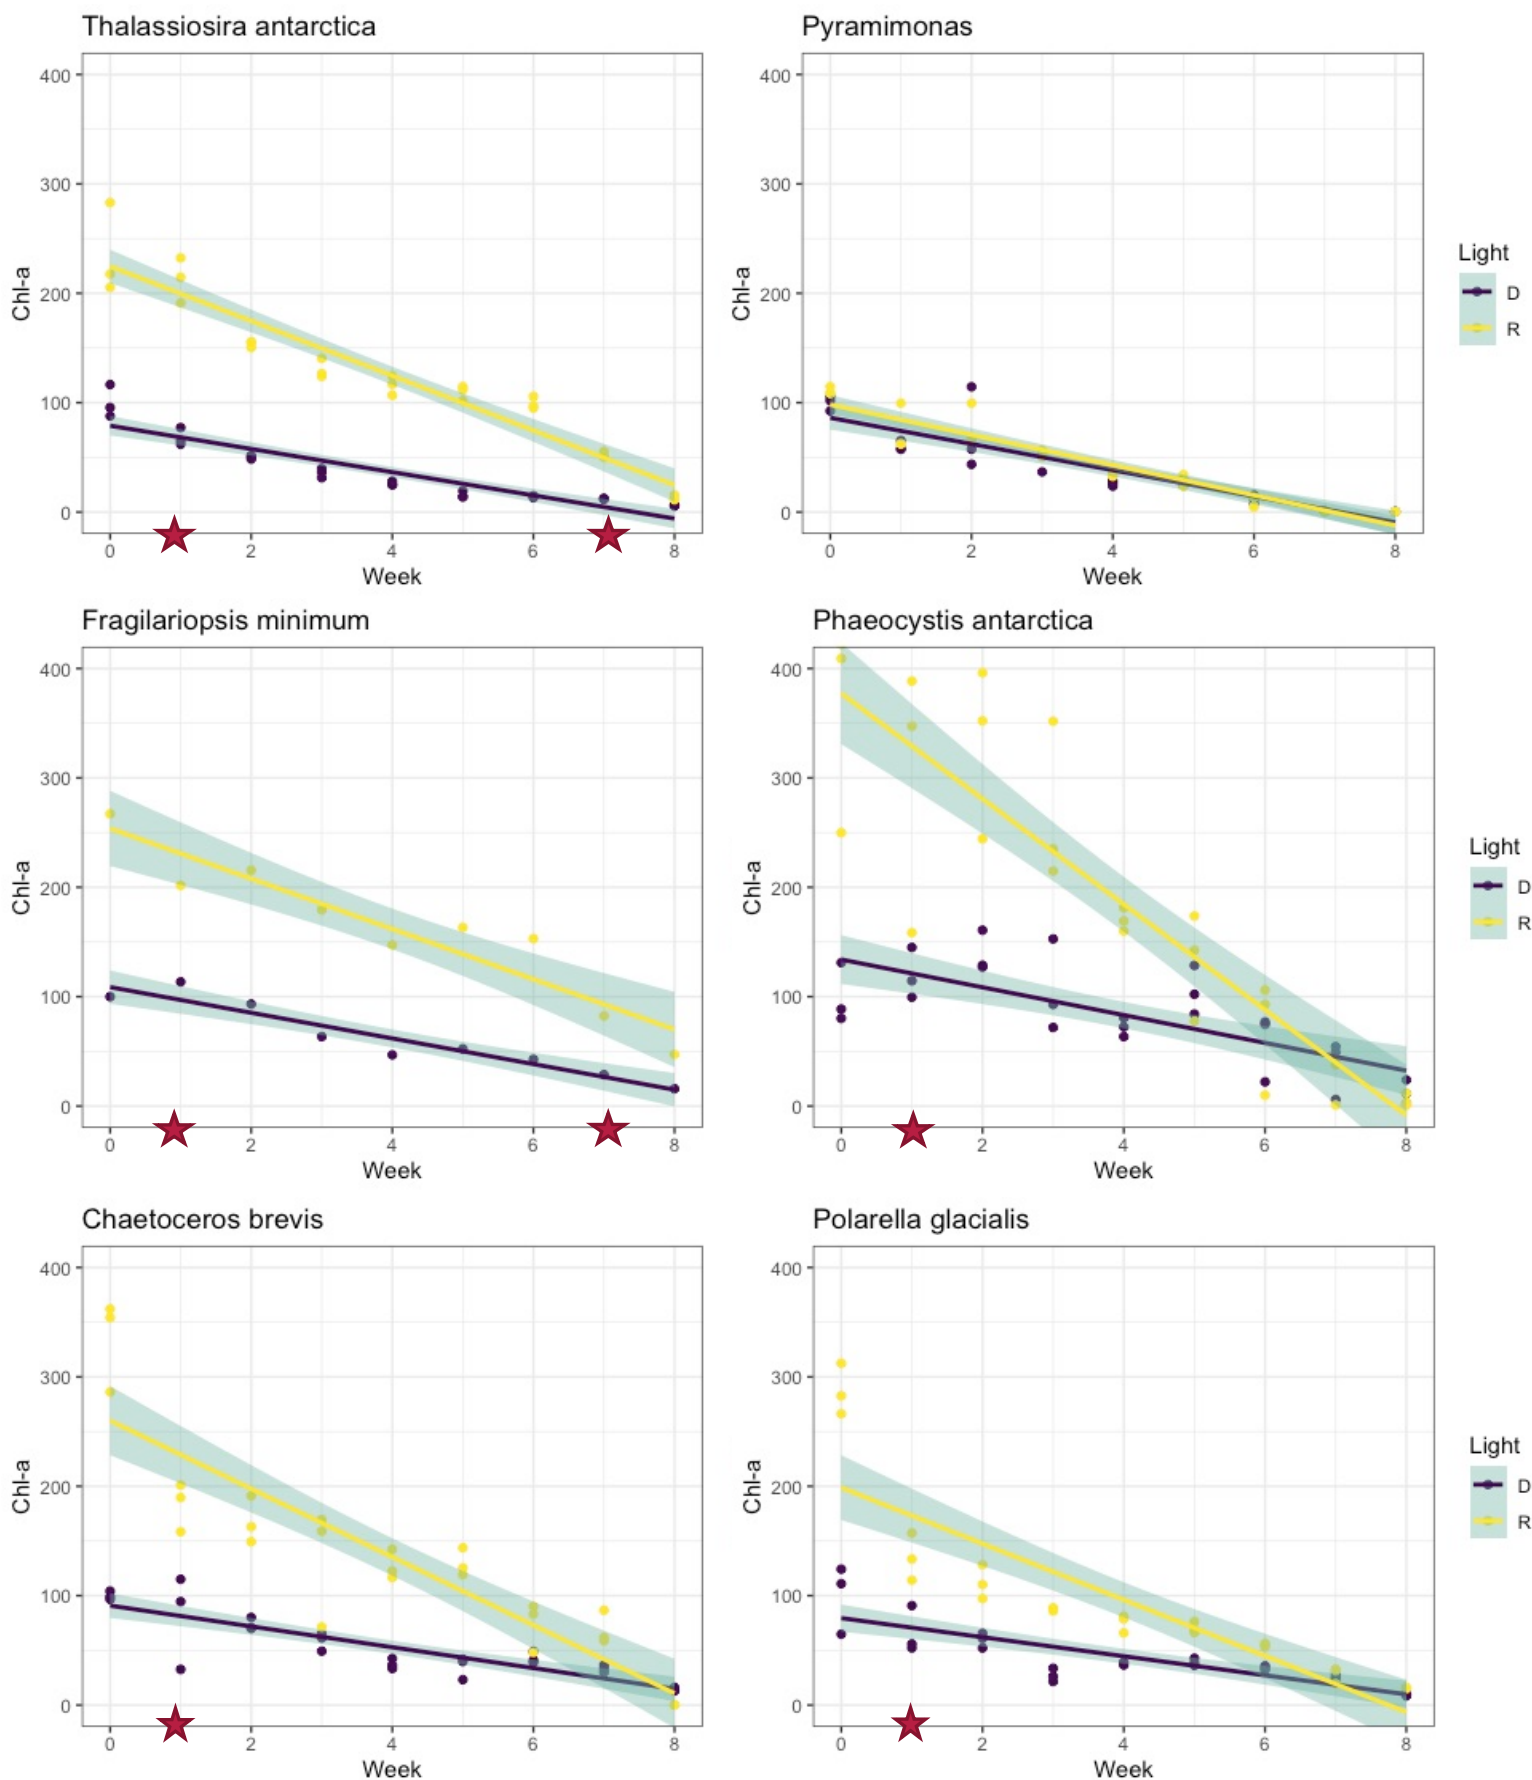 Thalassiosira antarctica
400
300
200
100
0
Chl-a
0 2 4 6 8
Week
Pyramimonas
400
300
200
100
0
Chl-a
0 2 4 6 8
Week
Light
D
R
Fragilariopsis minimum
400
300
200
100
0
Chl-a
0 2 4 6 8
Week
Phaeocystis antarctica
400
300
200
100
0
Chl-a
0 2 4 6 8
Week
Light
D
R
Chaetoceros brevis
400
300
200
100
0
Chl-a
0 2 4 6 8
Week
Polarella glacialis
400
300
200
100
0
Chl-a
0 2 4 6 8
Week
Light
D
R